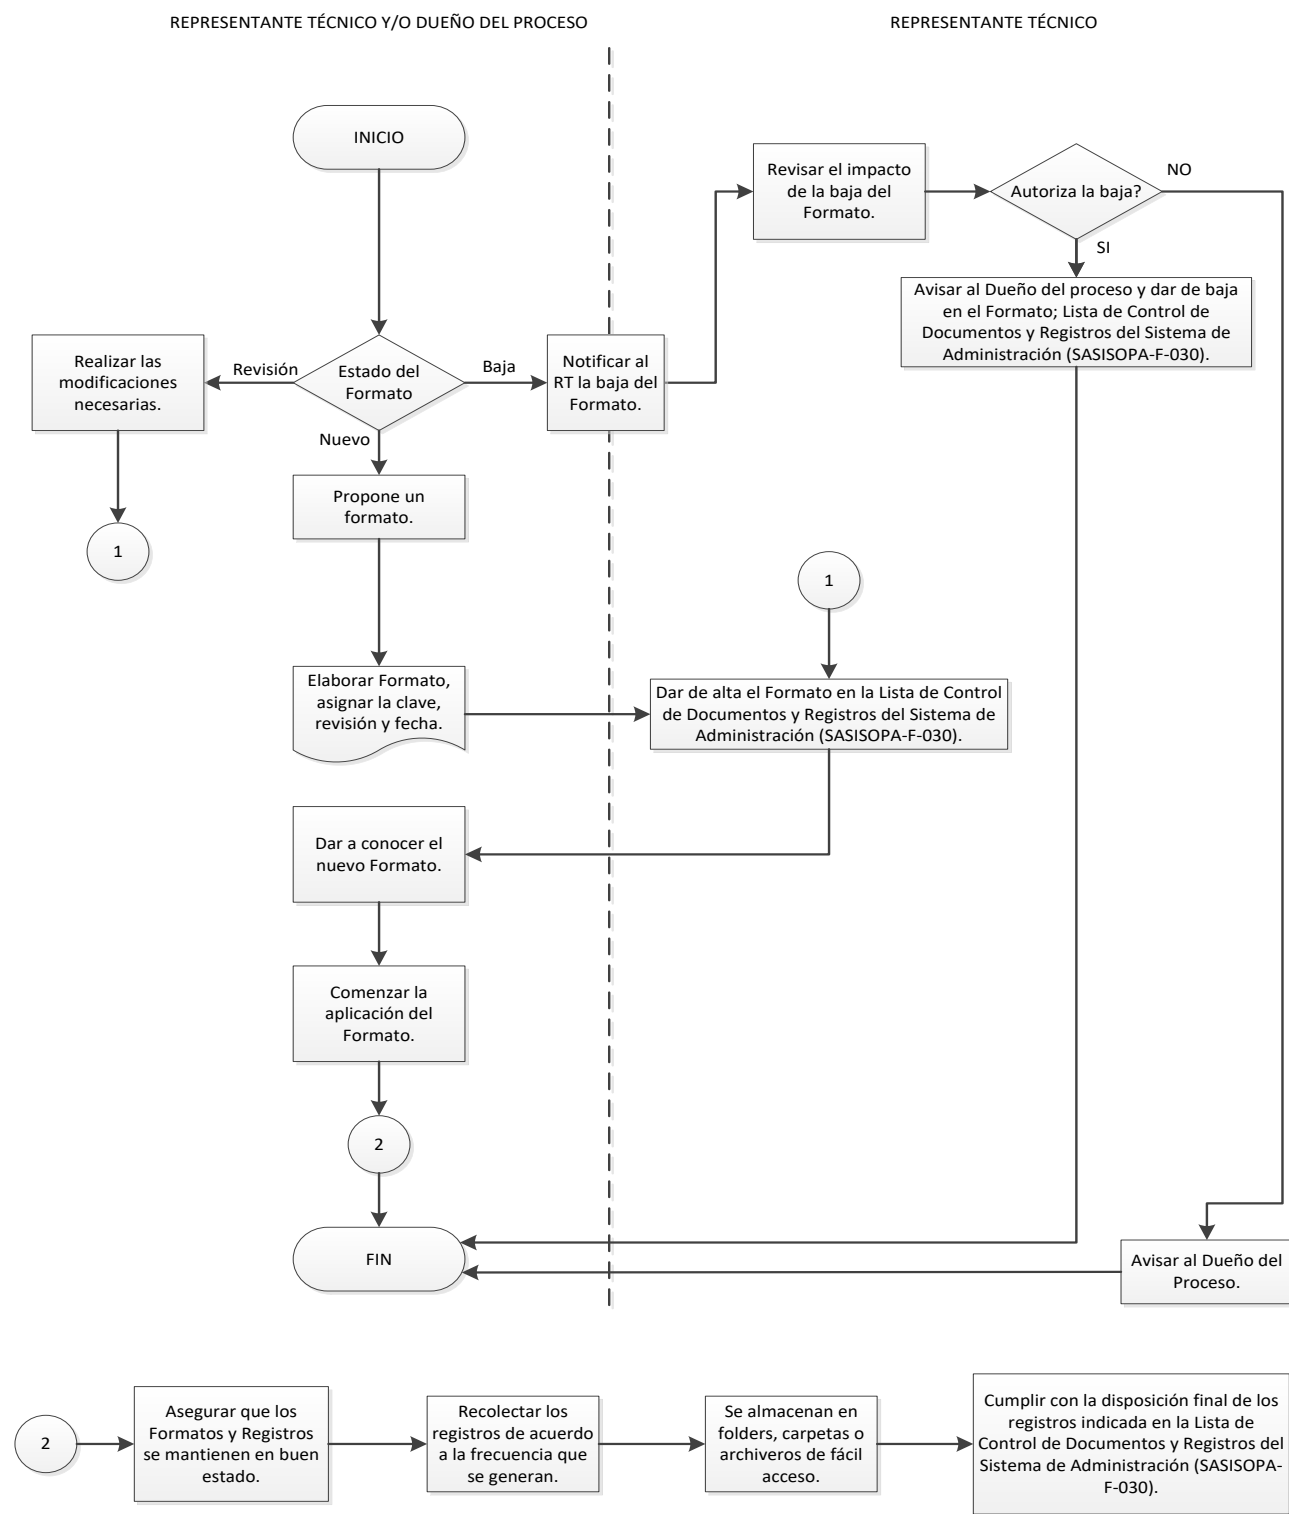 REPRESENTANTE TÉCNICO Y/O DUEÑO DEL PROCESO
REPRESENTANTE TÉCNICO
INICIO
Revisar el impacto
de la baja del
Formato.
Autoriza la baja?
NO
SI
Avisar al Dueño del proceso y dar de baja
en el Formato; Lista de Control de
Documentos y Registros del Sistema de
Administración (SASISOPA-F-030).
Realizar las
modificaciones
necesarias.
Revisión
Estado del
Formato
Baja
Notificar al
RT la baja del
Formato.
Nuevo
Propone un
formato.
1
1
Elaborar Formato,
asignar la clave,
revisión y fecha.
Dar de alta el Formato en la Lista de Control
de Documentos y Registros del Sistema de
Administración (SASISOPA-F-030).
Dar a conocer el
nuevo Formato.
Comenzar la
aplicación del
Formato.
2
FIN
Avisar al Dueño del
Proceso.
2
Asegurar que los
Formatos y Registros
se mantienen en buen
estado.
Recolectar los
registros de acuerdo
a la frecuencia que
se generan.
Se almacenan en
folders, carpetas o
archiveros de fácil
acceso.
Cumplir con la disposición final de los
registros indicada en la Lista de
Control de Documentos y Registros del
Sistema de Administración (SASISOPA-
F-030).